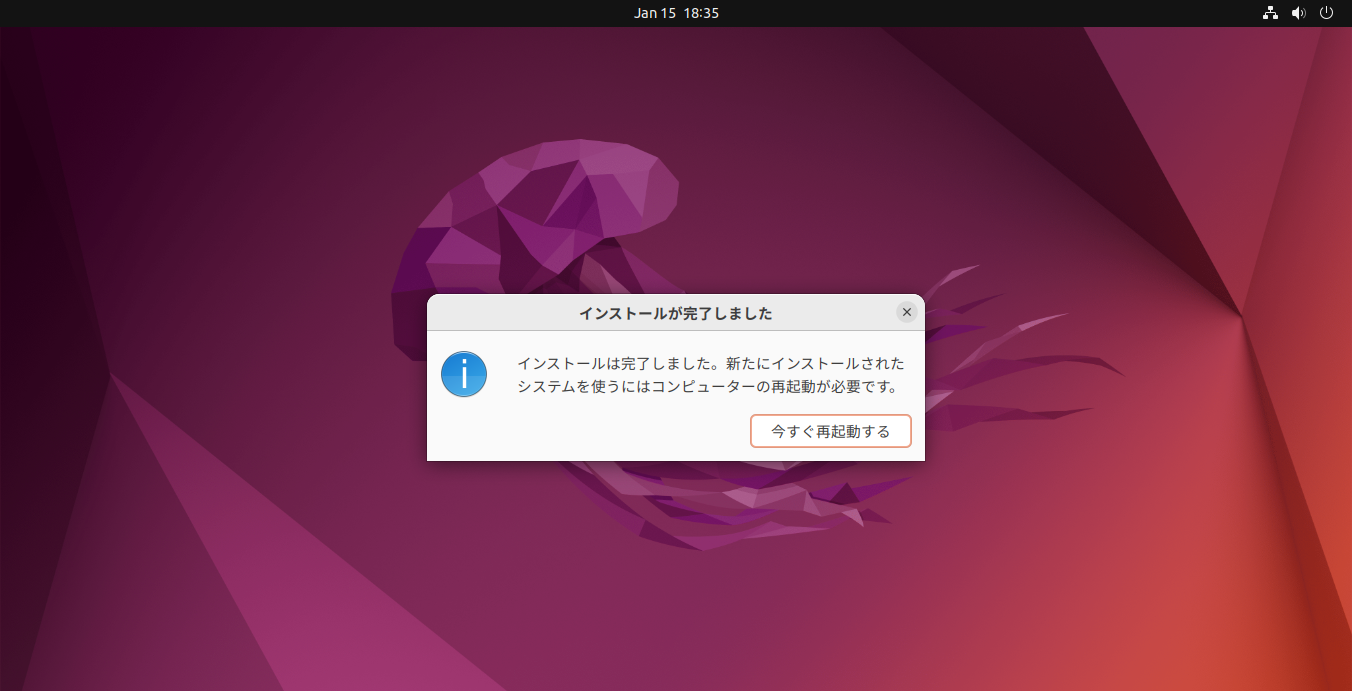 Jan 15 18:35
インストールが完了しました
インストールは完了しました。新たにインストールされた
システムを使うにはコンピューターの再起動が必要です。
今すぐ再起動する